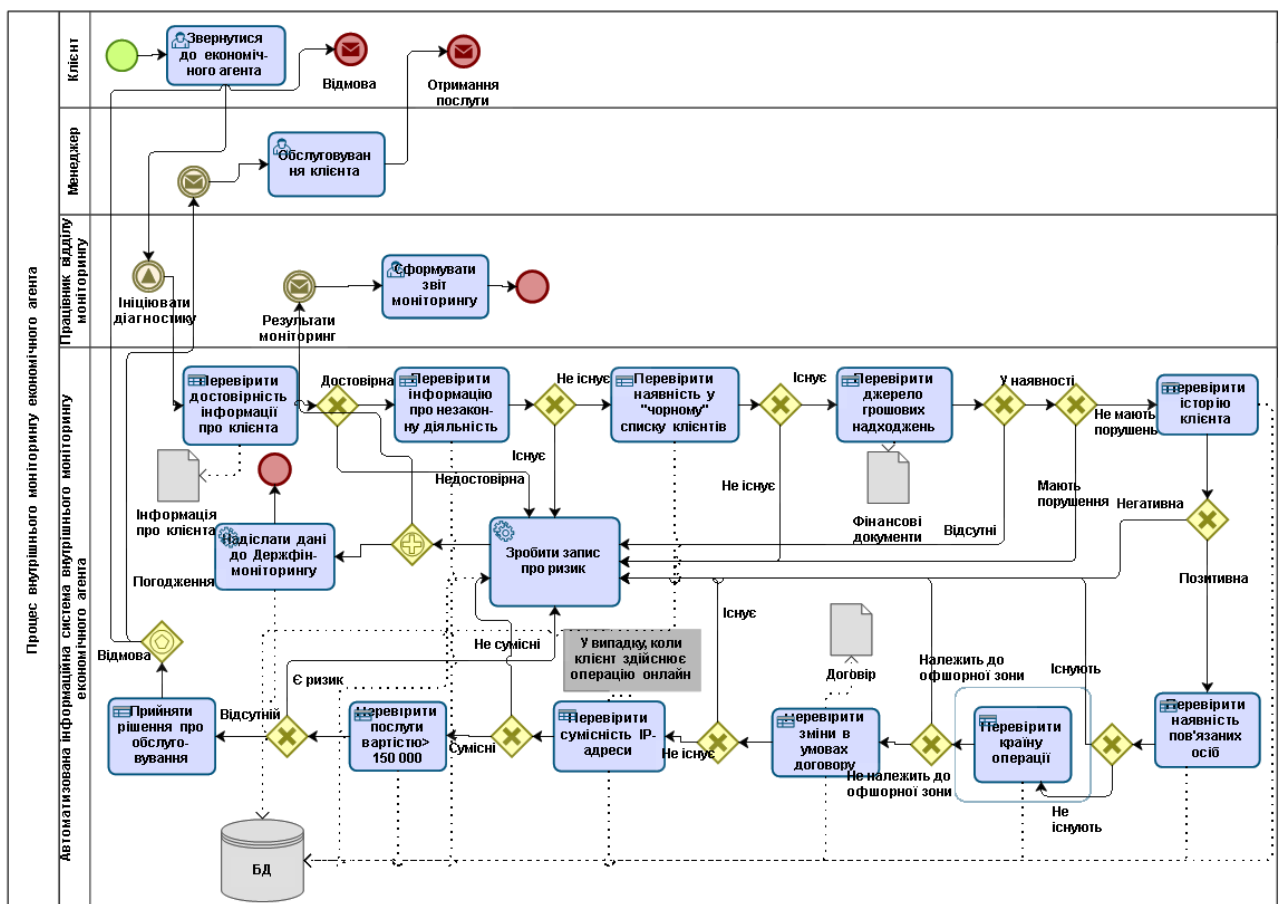 Процес внутрішнього моніторингу економічного агента
Клієнт
Звернутися
до економіч-
ного агента
Відмова
Отримання
послуги
Менеджер
Обслуговуван
ня клієнта
Працівник відділу
моніторингу
Ініціювати
діагностику
Результати
моніторинг
Сформувати
звіт
моніторингу
Автоматизована інформаційна система внутрішнього моніторингу
економічного агента
Перевірити
достовірність
інформації
про клієнта
Достовірна
Перевірити
інформацію
про незакон-
ну діяльність
Не існує
Перевірити
наявність у
"чорному"
списку клієнтів
Існує
Перевірити
джерело
грошових
надходжень
У наявності
Не мають
порушень
Перевірити
історію
клієнта
Інформація
про клієнта
Недостовірна
Існує
Не існує
Фінансові
документи
Відсутні
Мають
порушення
Негативна
Позитивна
Надіслати дані
до Держфін-
моніторингу
Зробити запис
про ризик
Погодження
Відмова
Не сумісні
У випадку, коли
клієнт здійснює
операцію онлайн
Існує
Договір
Належить до
офшорної зони
Існують
Є ризик
Прийняти
рішення про
обслуго-
вування
Відсутній
Перевірити
послуги
вартістю>
150 000
Сумісні
Перевірити
сумісність IP-
адреси
Не існує
Перевірити
зміни в
умовах
договору
Не належить до
офшорної зони
Перевірити
країну
операції
Не
існують
Перевірити
наявність
пов'язаних
осіб
БД